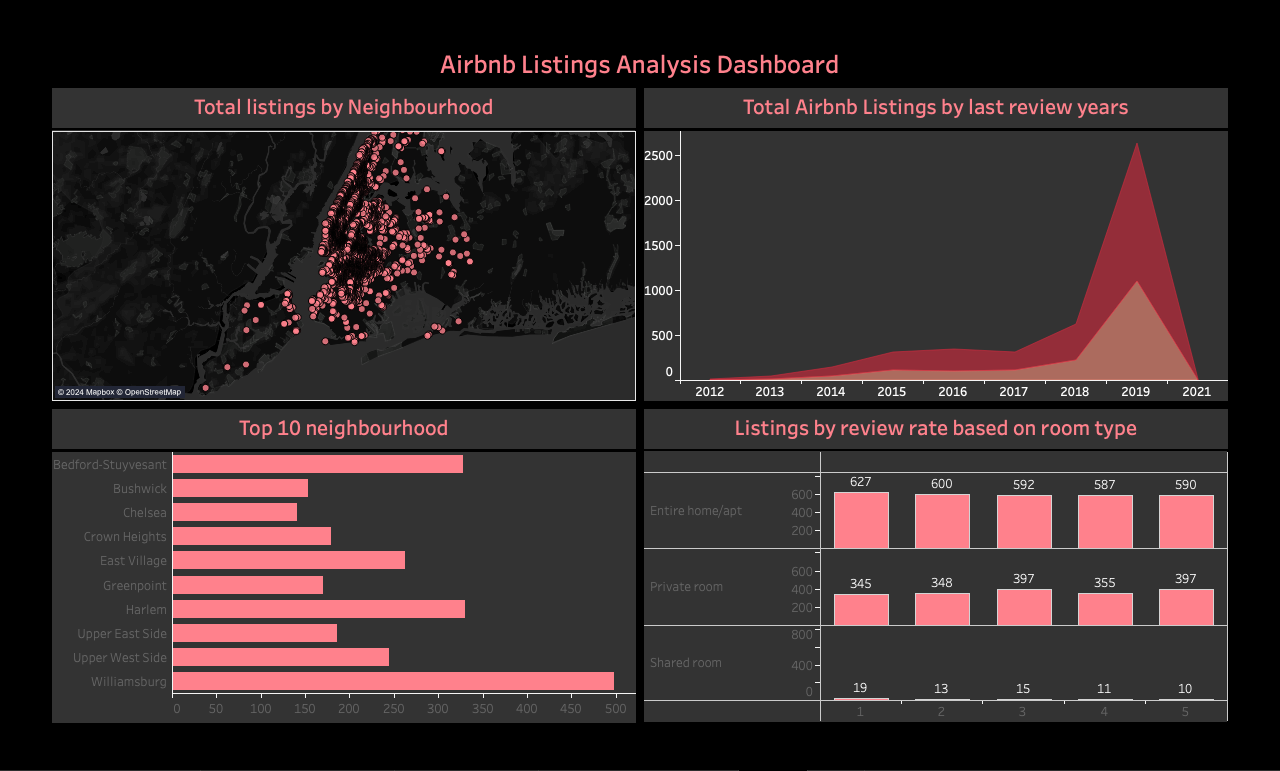 Airbnb Listings Analysis Dashboard
Total listings by Neighbourhood
© 2024 Mapbox © OpenStreetMap
Total Airbnb Listings by last review years
2500
2000
1500
1000
500
0
2012 2013 2014 2015 2016 2017 2018 2019 2021
Top 10 neighbourhood
Bedford-Stuyvesant
Bushwick
Chelsea
Crown Heights
East Village
Greenpoint
Harlem
Upper East Side
Upper West Side
Williamsburg
0 50 100 150 200 250 300 350 400 450 500
Listings by review rate based on room type
Entire home/apt
600
400
200
627 600 592 587 590
Private room
600
400
200
345 348 397 355 397
Shared room
800
400
0
19 13 15 11 10
1 2 3 4 5